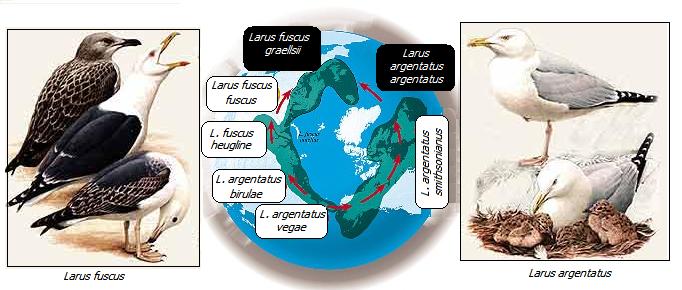 Larus fuscus
graellsii
Larus
argentatus
argentatus
Larus fuscus
fuscus
L. fuscus
heugline
L. argentatus
birulae
L. argentatus
vegae
L. argentatus
smithsonianus
Larus fuscus
Larus argentatus